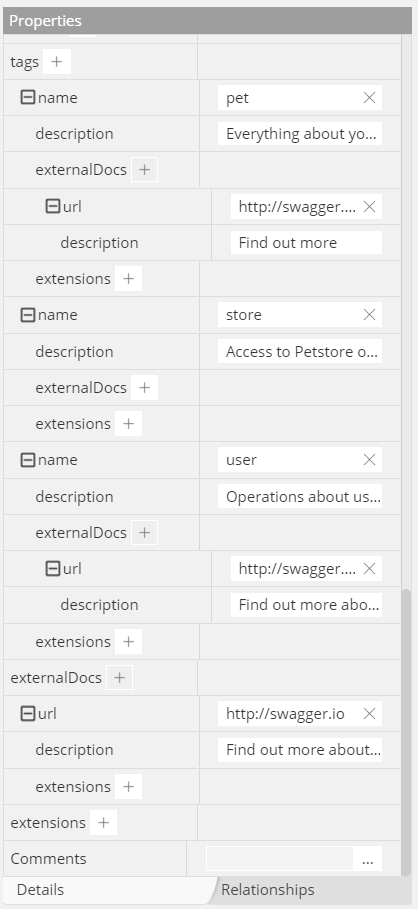 Properties
tags +
name pet
description Everything about yo...
externalDocs +
url http://swagger....
description Find out more
extensions +
name store
description Access to Petstore o...
externalDocs +
extensions +
name user
description Operations about us...
externalDocs +
url http://swagger....
description Find out more abo...
extensions +
externalDocs +
url http://swagger.io
description Find out more about...
extensions +
extensions +
Comments ...
Details Relationships